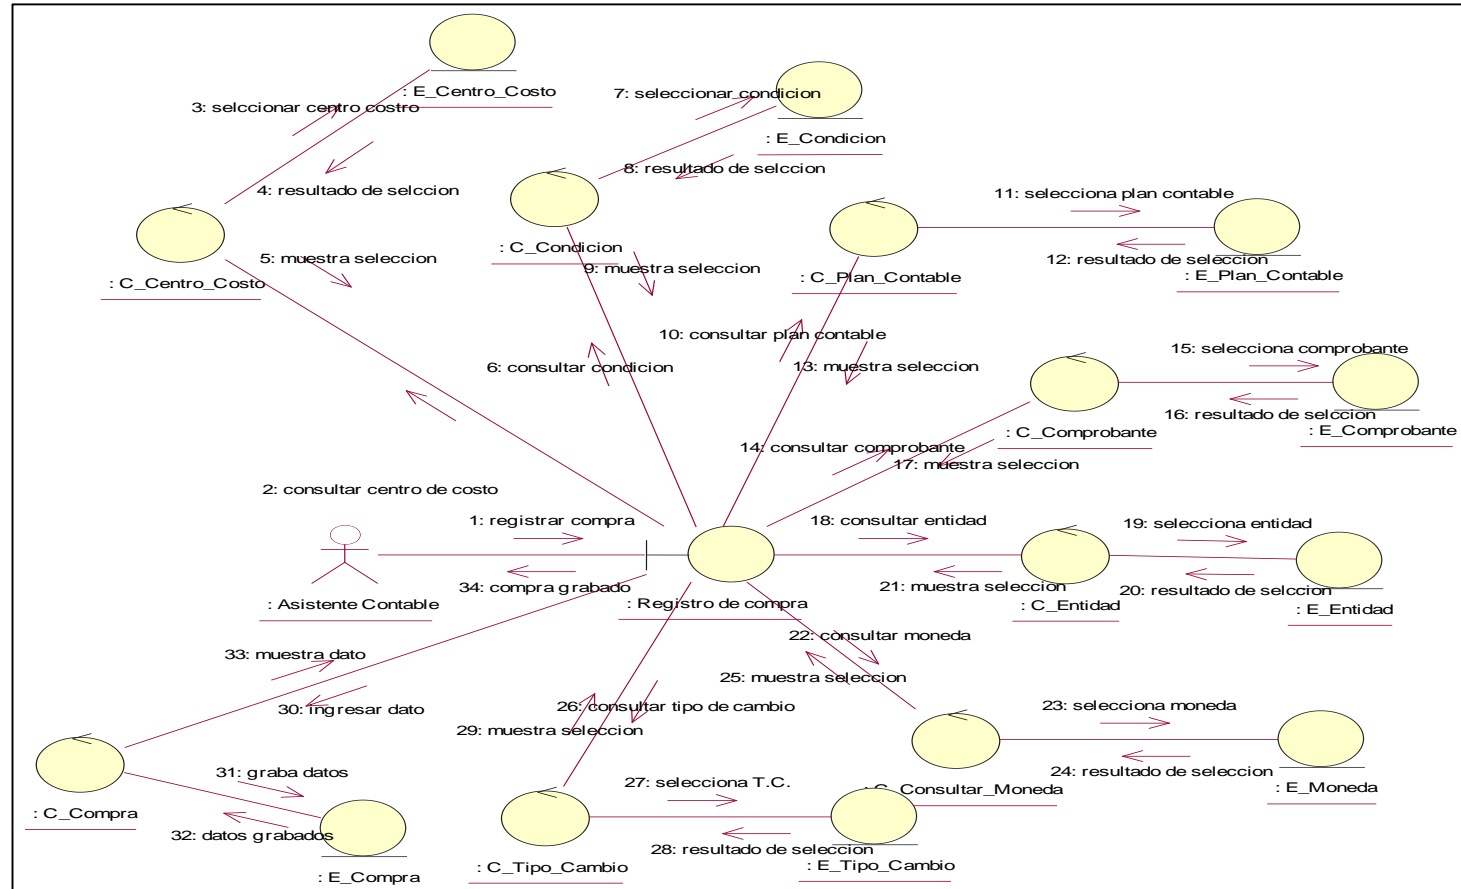 : E_Centro_Costo
3: selccionar centro costro
7: seleccionar condicion
: E_Condicion
8: resultado de selccion
4: resultado de selccion
11: selecciona plan contable
12: resultado de seleccion
: E_Plan_Contable
: C_Condicion
5: muestra seleccion
9: muestra seleccion
: C_Centro_Costo
: C_Plan_Contable
10: consultar plan contable
15: selecciona comprobante
6: consultar condicion
13: muestra seleccion
16: resultado de selccion
: E_Comprobante
: C_Comprobante
14: consultar comprobante
17: muestra seleccion
2: consultar centro de costo
1: registrar compra
18: consultar entidad
19: selecciona entidad
34: compra grabado
21: muestra seleccion
20: resultado de selccion
: Asistente Contable
: Registro de compra
: C_Entidad
: E_Entidad
22: consultar moneda
33: muestra dato
25: muestra seleccion
30: ingresar dato
26: consultar tipo de cambio
23: selecciona moneda
29: muestra seleccion
31: graba datos
27: selecciona T.C.
24: resultado de seleccion
: C_Consultar_Moneda
: E_Moneda
: C_Compra
32: datos grabados
28: resultado de seleccion
: C_Tipo_Cambio
: E_Tipo_Cambio
: E_Compra